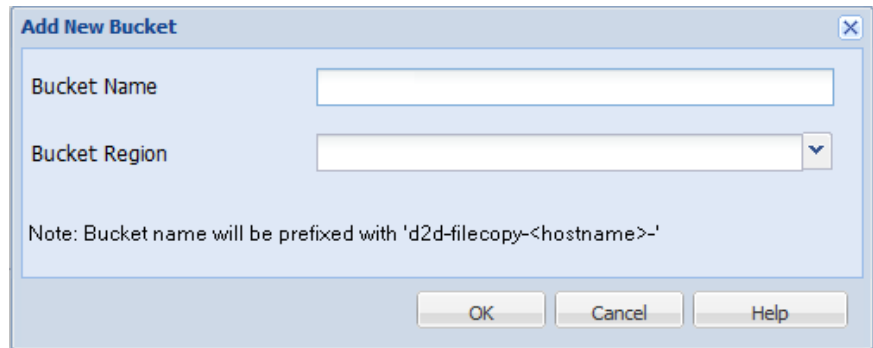 Add New Bucket
Bucket Name
Bucket Region
Note: Bucket name will be prefixed with 'd2d-filecopy-<hostname>-'
OK Cancel Help